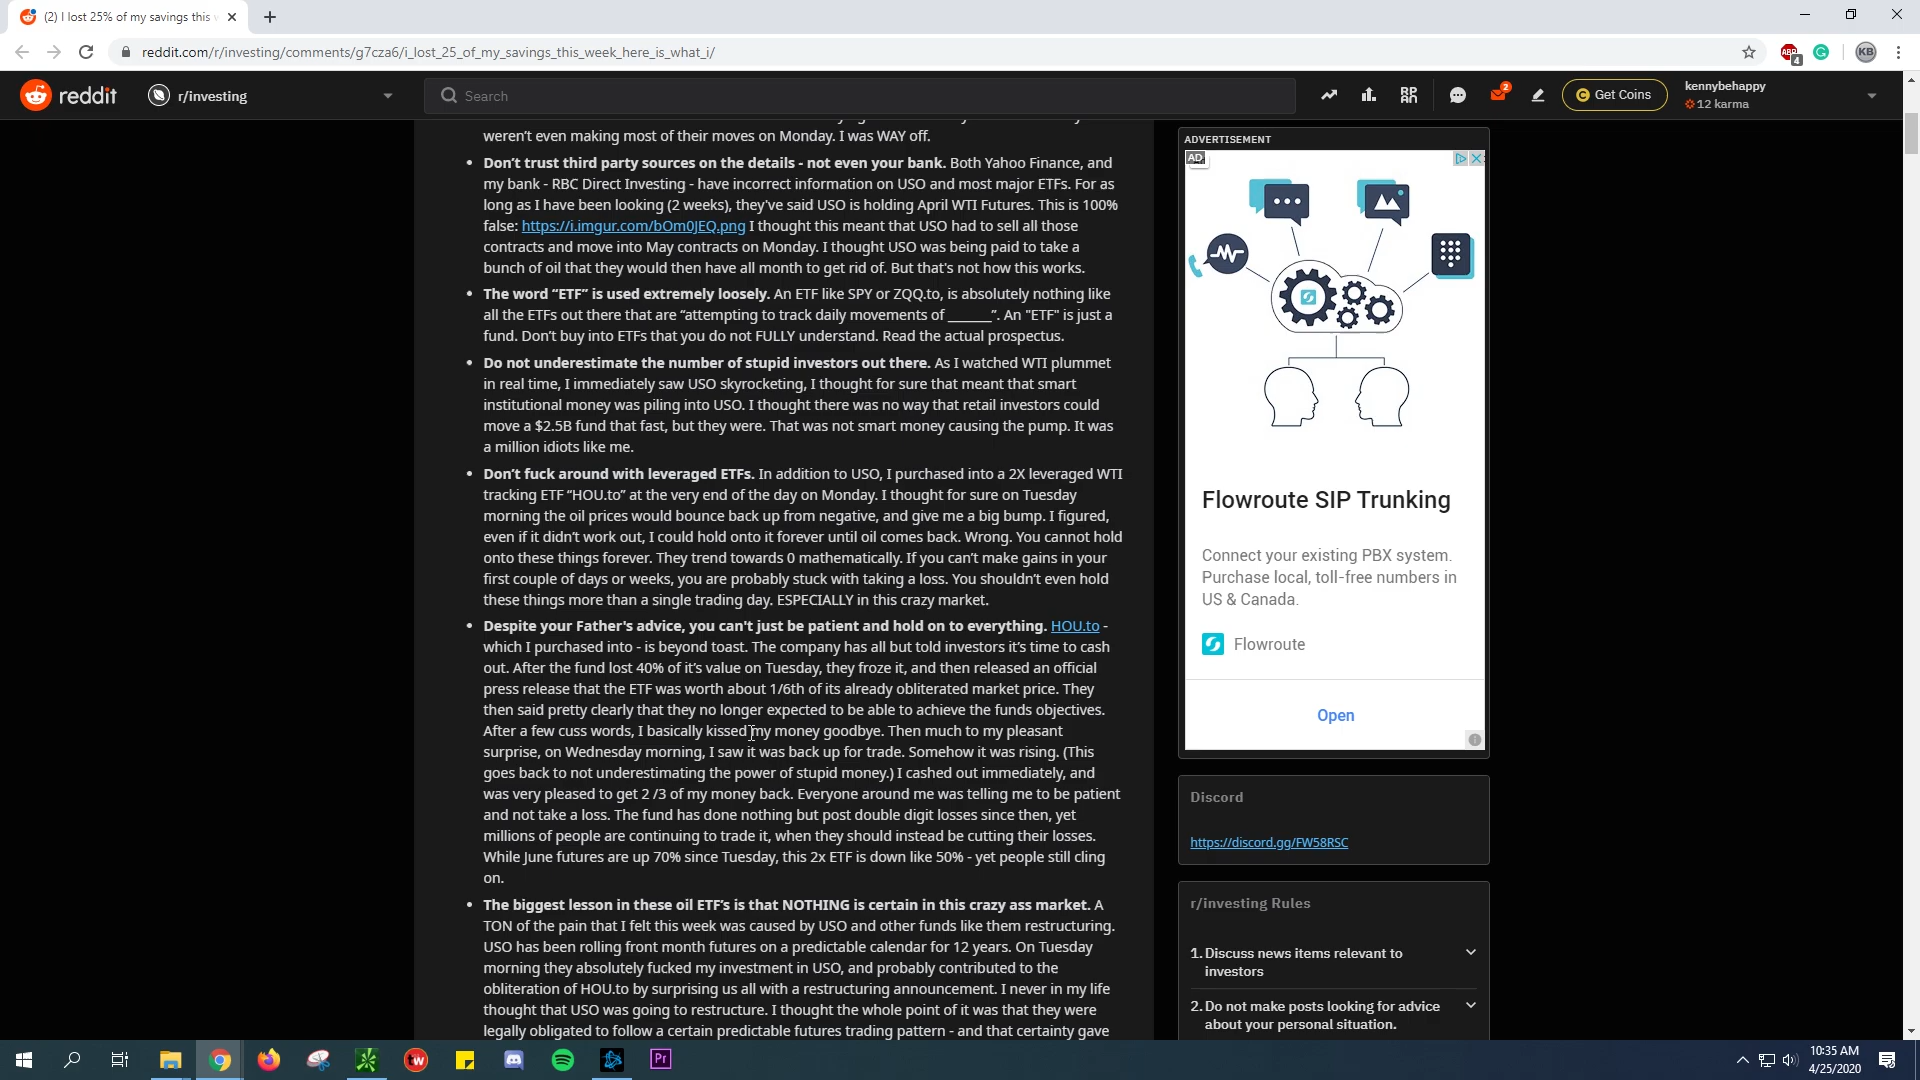 (2) I lost 25% of my savings this
reddit.com/r/investing/comments/g7cza6/i_lost_25_of_my_savings_this_week_here_is_what_i/
ABP
4
KB
reddit
r/investing
Search
2
Get Coins
kennybehappy
12 karma
weren't even making most of their moves on Monday. I was WAY off.
• Don’t trust third party sources on the details - not even your bank. Both Yahoo Finance, and
my bank - RBC Direct Investing - have incorrect information on USO and most major ETFs. For as
long as I have been looking (2 weeks), they've said USO is holding April WTI Futures. This is 100%
false: https://i.imgur.com/bOm0JEQ.png I thought this meant that USO had to sell all those
contracts and move into May contracts on Monday. I thought USO was being paid to take a
bunch of oil that they would then have all month to get rid of. But that's not how this works.
• The word “ETF” is used extremely loosely. An ETF like SPY or ZQQ.to, is absolutely nothing like
all the ETFs out there that are “attempting to track daily movements of _______”. An "ETF" is just a
fund. Don’t buy into ETFs that you do not FULLY understand. Read the actual prospectus.
• Do not underestimate the number of stupid investors out there. As I watched WTI plummet
in real time, I immediately saw USO skyrocketing, I thought for sure that meant that smart
institutional money was piling into USO. I thought there was no way that retail investors could
move a $2.5B fund that fast, but they were. That was not smart money causing the pump. It was
a million idiots like me.
• Don’t fuck around with leveraged ETFs. In addition to USO, I purchased into a 2X leveraged WTI
tracking ETF “HOU.to” at the very end of the day on Monday. I thought for sure on Tuesday
morning the oil prices would bounce back up from negative, and give me a big bump. I figured,
even if it didn’t work out, I could hold onto it forever until oil comes back. Wrong. You cannot hold
onto these things forever. They trend towards 0 mathematically. If you can’t make gains in your
first couple of days or weeks, you are probably stuck with taking a loss. You shouldn’t even hold
these things more than a single trading day. ESPECIALLY in this crazy market.
• Despite your Father's advice, you can't just be patient and hold on to everything. HOU.to -
which I purchased into - is beyond toast. The company has all but told investors it’s time to cash
out. After the fund lost 40% of it’s value on Tuesday, they froze it, and then released an official
press release that the ETF was worth about 1/6th of its already obliterated market price. They
then said pretty clearly that they no longer expected to be able to achieve the funds objectives.
After a few cuss words, I basically kissed my money goodbye. Then much to my pleasant
surprise, on Wednesday morning, I saw it was back up for trade. Somehow it was rising. (This
goes back to not underestimating the power of stupid money.) I cashed out immediately, and
was very pleased to get 2 /3 of my money back. Everyone around me was telling me to be patient
and not take a loss. The fund has done nothing but post double digit losses since then, yet
millions of people are continuing to trade it, when they should instead be cutting their losses.
While June futures are up 70% since Tuesday, this 2x ETF is down like 50% - yet people still cling
on.
• The biggest lesson in these oil ETF’s is that NOTHING is certain in this crazy ass market. A
TON of the pain that I felt this week was caused by USO and other funds like them restructuring.
USO has been rolling front month futures on a predictable calendar for 12 years. On Tuesday
morning they absolutely fucked my investment in USO, and probably contributed to the
obliteration of HOU.to by surprising us all with a restructuring announcement. I never in my life
thought that USO was going to restructure. I thought the whole point of it was that they were
legally obligated to follow a certain predictable futures trading pattern - and that certainty gave
ADVERTISEMENT
AD
Flowroute SIP Trunking
Connect your existing PBX system.
Purchase local, toll-free numbers in
US & Canada.
Flowroute
Open
Discord
https://discord.gg/FW58RSC
r/investing Rules
1. Discuss news items relevant to
investors
2. Do not make posts looking for advice
about your personal situation.
tw
Pr
10:35 AM
4/25/2020